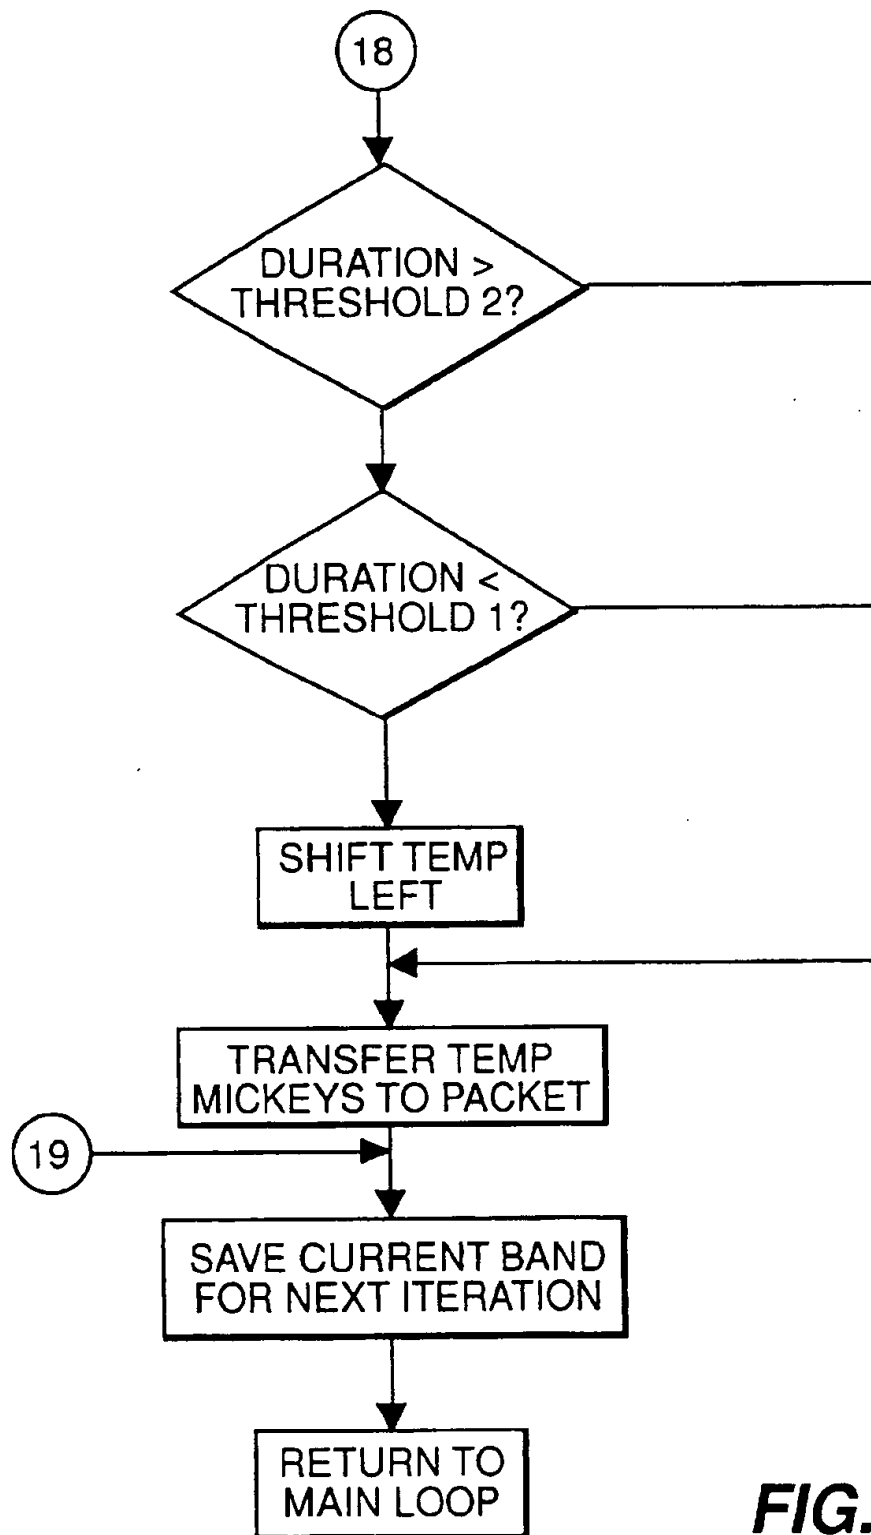 18
DURATION >
THRESHOLD 2?
DURATION <
THRESHOLD 1?
SHIFT TEMP
LEFT
TRANSFER TEMP
MICKEYS TO PACKET
19
SAVE CURRENT BAND
FOR NEXT ITERATION
RETURN TO
MAIN LOOP
FIG.